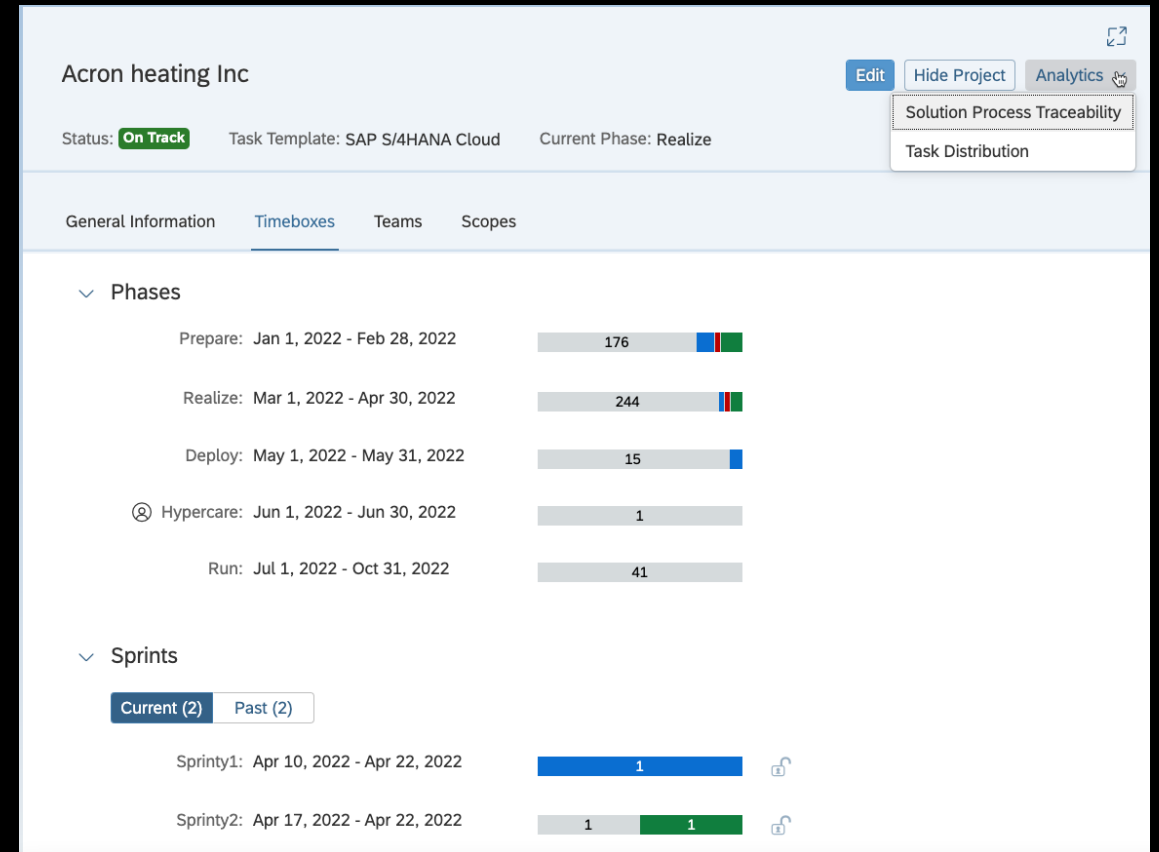 Acron heating Inc
Edit Hide Project Analytics
Solution Process Traceability
Task Distribution
Status: On Track Task Template: SAP S/4HANA Cloud Current Phase: Realize
General Information Timeboxes Teams Scopes
Phases
Prepare: Jan 1, 2022 - Feb 28, 2022 176
Realize: Mar 1, 2022 - Apr 30, 2022 244
Deploy: May 1, 2022 - May 31, 2022 15
Hypercare: Jun 1, 2022 - Jun 30, 2022 1
Run: Jul 1, 2022 - Oct 31, 2022 41
Sprints
Current (2) Past (2)
Sprinty1: Apr 10, 2022 - Apr 22, 2022 1
Sprinty2: Apr 17, 2022 - Apr 22, 2022 1 1